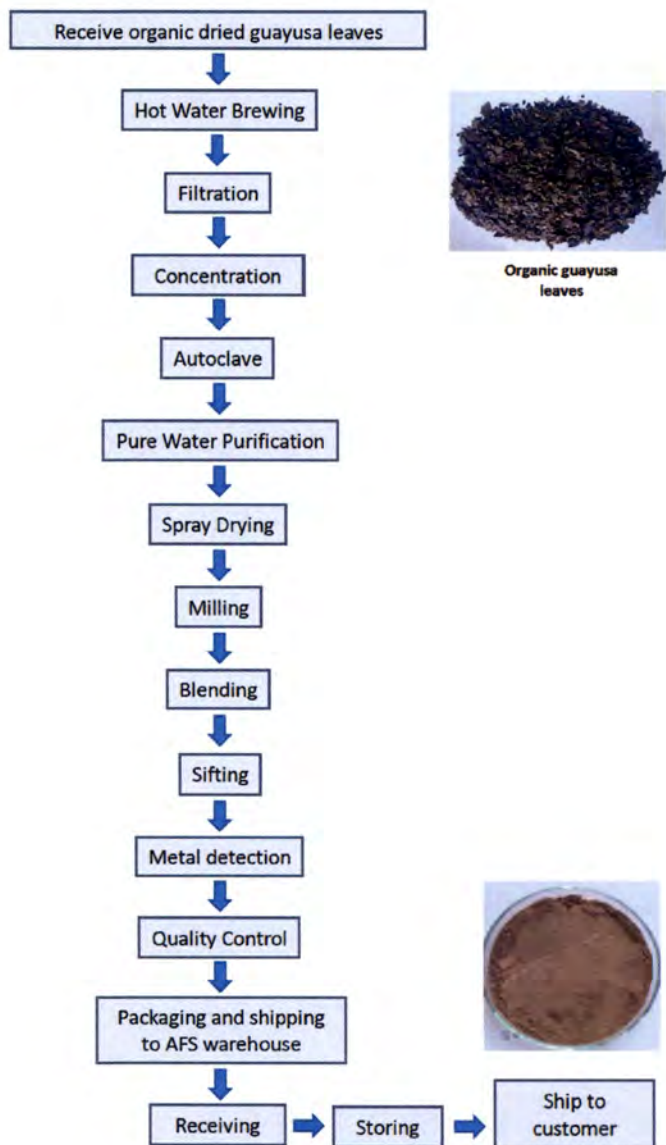 Receive organic dried guayusa leaves
Hot Water Brewing
Filtration
Organic guayusa
leaves
Concentration
Autoclave
Pure Water Purification
Spray Drying
Milling
Blending
Sifting
Metal detection
Quality Control
Packaging and shipping
to AFS warehouse
Receiving
Storing
Ship to
customer